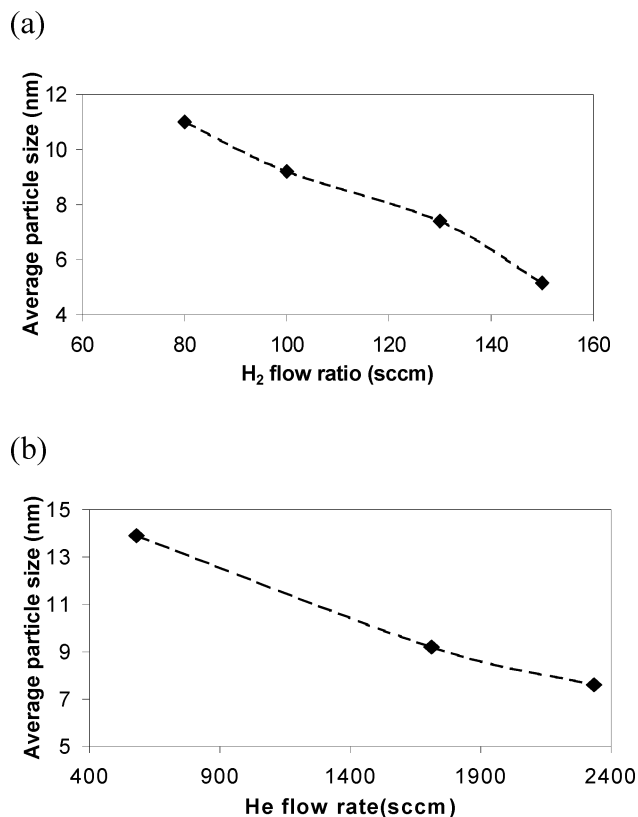 (a)
Average particle size (nm)
12
10
8
6
4
60 80 100 120 140 160
H₂ flow ratio (sccm)
(b)
Average particle size (nm)
15
13
11
9
7
5
400 900 1400 1900 2400
He flow rate(sccm)